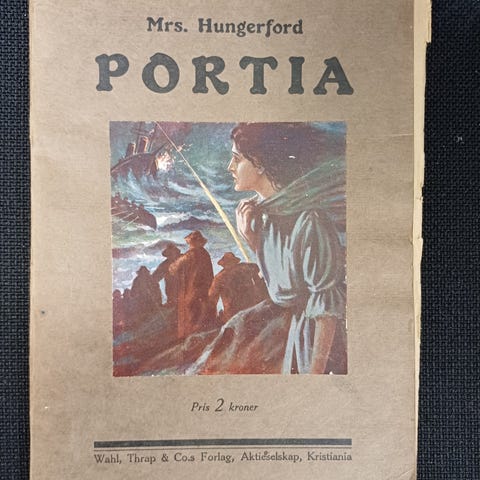 Mrs. Hungerford
PORTIA
Pris 2 kroner
Wahl, Thrap & Co.s Forlag, Aktieselskap, Kristiania